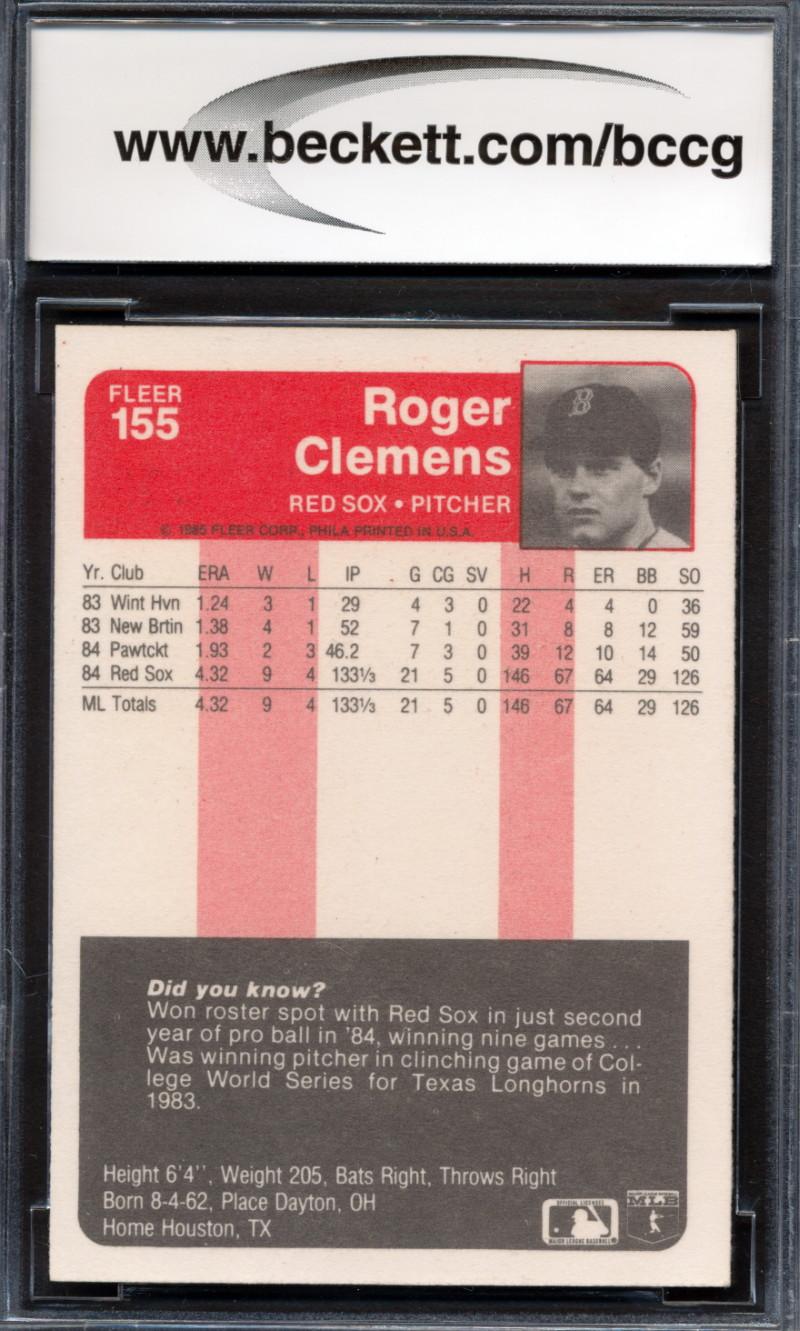 www.beckett.com/bccg
FLEER
155
Roger
Clemens
RED SOX • PITCHER
© 1985 FLEER CORP., PHILA PRINTED IN U.S.A.
B
Yr. Club ERA W L IP G CG SV H R ER BB SO
83 Wint Hvn 1.24 3 1 29 4 3 0 22 4 4 0 36
83 New Brtin 1.38 4 1 52 7 1 0 31 8 8 12 59
84 Pawtckt 1.93 2 3 46.2 7 3 0 39 12 10 14 50
84 Red Sox 4.32 9 4 133⅓ 21 5 0 146 67 64 29 126
ML Totals 4.32 9 4 133⅓ 21 5 0 146 67 64 29 126
Did you know?
Won roster spot with Red Sox in just second
year of pro ball in '84, winning nine games . . .
Was winning pitcher in clinching game of Col-
lege World Series for Texas Longhorns in
1983.
Height 6'4'', Weight 205, Bats Right, Throws Right
Born 8-4-62, Place Dayton, OH
Home Houston, TX
OFFICIAL LICENSEE
MAJOR LEAGUE BASEBALL
MLB